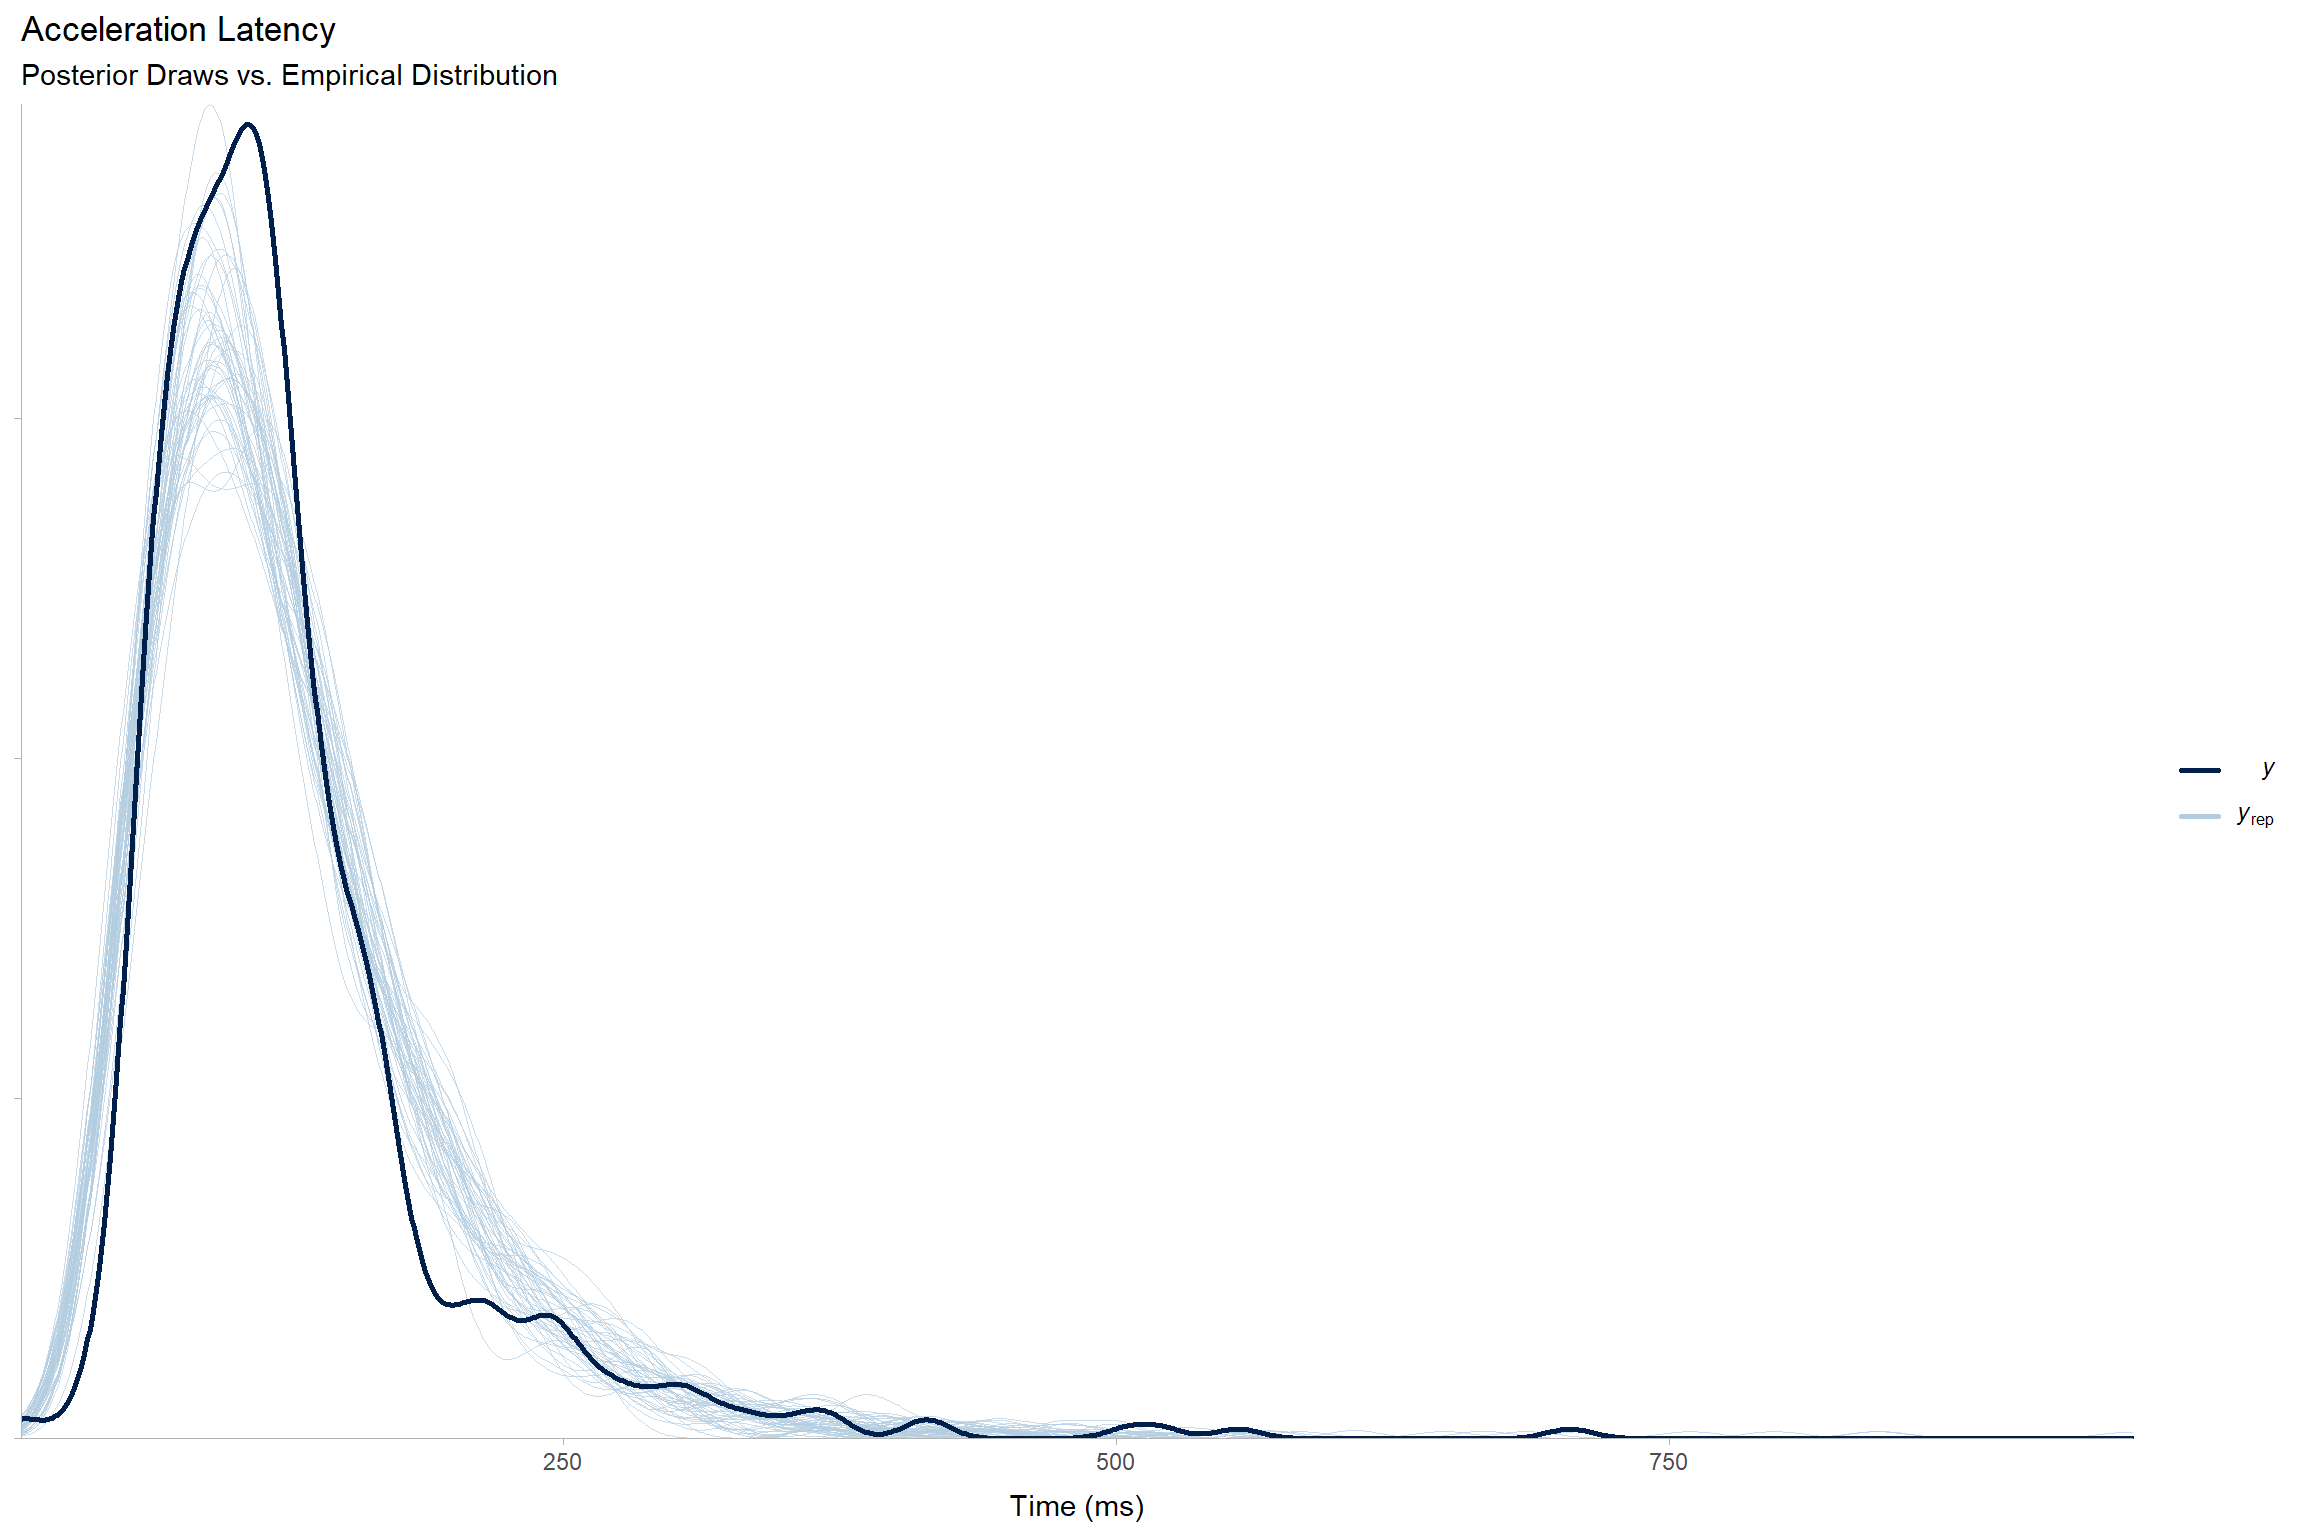 Acceleration Latency
Posterior Draws vs. Empirical Distribution
y
yrep
250 500 750
Time (ms)